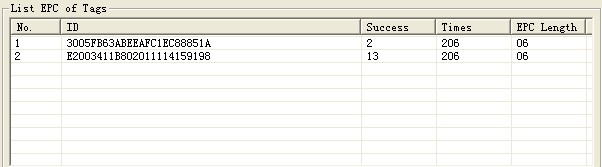 List EPC of Tags
No. ID Success Times EPC Length
1 3005FB63ABEEAFC1EC88851A 2 206 06
2 E2003411B802011114159198 13 206 06